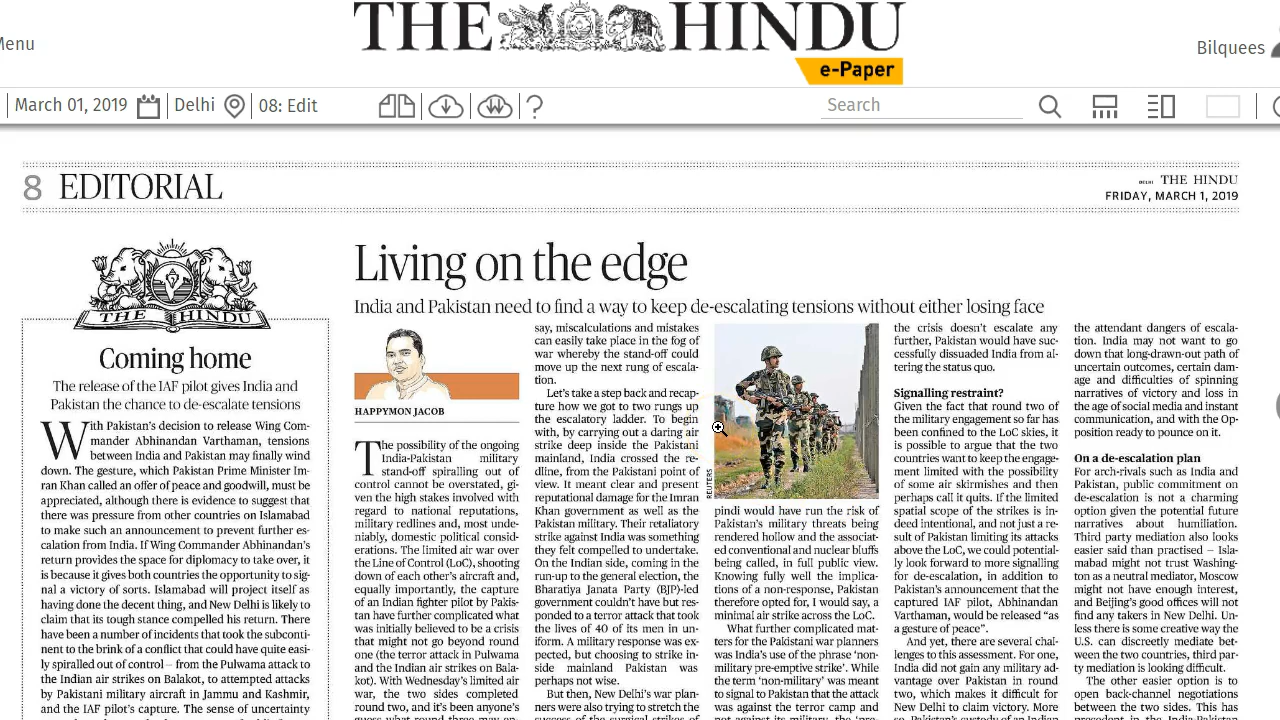 THE HINDU
e-Paper
Menu
Bilquees
March 01, 2019
Delhi
08: Edit
?
Search
8 EDITORIAL
DELHI THE HINDU
FRIDAY, MARCH 1, 2019
THE HINDU
Coming home
The release of the IAF pilot gives India and
Pakistan the chance to de-escalate tensions
With Pakistan's decision to release Wing Com-
mander Abhinandan Varthaman, tensions
between India and Pakistan may finally wind
down. The gesture, which Pakistan Prime Minister Im-
ran Khan called an offer of peace and goodwill, must be
appreciated, although there is evidence to suggest that
there was pressure from other countries on Islamabad
to make such an announcement to prevent further es-
calation from India. If Wing Commander Abhinandan's
return provides the space for diplomacy to take over, it
is because it gives both countries the opportunity to sig-
nal a victory of sorts. Islamabad will project itself as
having done the decent thing, and New Delhi is likely to
claim that its tough stance compelled his return. There
have been a number of incidents that took the subconti-
nent to the brink of a conflict that could have quite easi-
ly spiralled out of control – from the Pulwama attack to
the Indian air strikes on Balakot, to attempted attacks
by Pakistani military aircraft in Jammu and Kashmir,
and the IAF pilot's capture. The sense of uncertainty
Living on the edge
India and Pakistan need to find a way to keep de-escalating tensions without either losing face
HAPPYMON JACOB
The possibility of the ongoing
India-Pakistan military
stand-off spiralling out of
control cannot be overstated, gi-
ven the high stakes involved with
regard to national reputations,
military redlines and, most unde-
niably, domestic political consid-
erations. The limited air war over
the Line of Control (LoC), shooting
down of each other's aircraft and,
equally importantly, the capture
of an Indian fighter pilot by Pakis-
tan have further complicated what
was initially believed to be a crisis
that might not go beyond round
one (the terror attack in Pulwama
and the Indian air strikes on Bala-
kot). With Wednesday's limited air
war, the two sides completed
round two, and it's been anyone's
guess what round three may en-
say, miscalculations and mistakes
can easily take place in the fog of
war whereby the stand-off could
move up the next rung of escala-
tion.
Let's take a step back and recap-
ture how we got to two rungs up
the escalatory ladder. To begin
with, by carrying out a daring air
strike deep inside the Pakistani
mainland, India crossed the re-
dline, from the Pakistani point of
view. It meant clear and present
reputational damage for the Imran
Khan government as well as the
Pakistan military. Their retaliatory
strike against India was something
they felt compelled to undertake.
On the Indian side, coming in the
run-up to the general election, the
Bharatiya Janata Party (BJP)-led
government couldn't have but res-
ponded to a terror attack that took
the lives of 40 of its men in un-
iform. A military response was ex-
pected, but choosing to strike in-
side mainland Pakistan was
perhaps not wise.
But then, New Delhi's war plan-
ners were also trying to stretch the
success of the surgical strikes of
REUTERS
pindi would have run the risk of
Pakistan's military threats being
rendered hollow and the associat-
ed conventional and nuclear bluffs
being called, in full public view.
Knowing fully well the implica-
tions of a non-response, Pakistan
therefore opted for, I would say, a
minimal air strike across the LoC.
What further complicated mat-
ters for the Pakistani war planners
was India's use of the phrase 'non-
military pre-emptive strike'. While
the term 'non-military' was meant
to signal to Pakistan that the attack
was against the terror camp and
not against its military, the 'pre-
the crisis doesn't escalate any
further, Pakistan would have suc-
cessfully dissuaded India from al-
tering the status quo.
Signalling restraint?
Given the fact that round two of
the military engagement so far has
been confined to the LoC skies, it
is possible to argue that the two
countries want to keep the engage-
ment limited with the possibility
of some air skirmishes and then
perhaps call it quits. If the limited
spatial scope of the strikes is in-
deed intentional, and not just a re-
sult of Pakistan limiting its attacks
above the LoC, we could potential-
ly look forward to more signalling
for de-escalation, in addition to
Pakistan's announcement that the
captured IAF pilot, Abhinandan
Varthaman, would be released "as
a gesture of peace".
And yet, there are several chal-
lenges to this assessment. For one,
India did not gain any military ad-
vantage over Pakistan in round
two, which makes it difficult for
New Delhi to claim victory. More
so, Pakistan's custody of an Indian
the attendant dangers of escala-
tion. India may not want to go
down that long-drawn-out path of
uncertain outcomes, certain dam-
age and difficulties of spinning
narratives of victory and loss in
the age of social media and instant
communication, and with the Op-
position ready to pounce on it.
On a de-escalation plan
For arch-rivals such as India and
Pakistan, public commitment on
de-escalation is not a charming
option given the potential future
narratives about humiliation.
Third party mediation also looks
easier said than practised – Isla-
mabad might not trust Washing-
ton as a neutral mediator, Moscow
might not have enough interest,
and Beijing's good offices will not
find any takers in New Delhi. Un-
less there is some creative way the
U.S. can discreetly mediate bet-
ween the two countries, third par-
ty mediation is looking difficult.
The other easier option is to
open back-channel negotiations
between the two sides. This has
precedent in the India-Pakistan